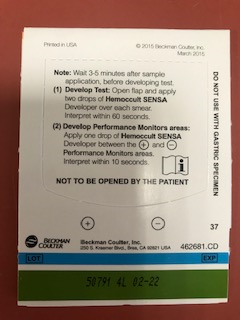 Printed in USA
© 2015 Beckman Coulter, Inc.
March 2015
Note: Wait 3-5 minutes after sample
application, before developing test.
(1) Develop Test: Open flap and apply
two drops of Hemoccult SENSA
Developer over each smear.
Interpret within 60 seconds.
(2) Develop Performance Monitors areas:
Apply one drop of Hemoccult SENSA
Developer between the + and −
Performance Monitors areas.
Interpret within 10 seconds.
i
NOT TO BE OPENED BY THE PATIENT
DO NOT USE WITH GASTRIC SPECIMEN
+ −
37
BECKMAN
COULTER
Beckman Coulter, Inc.
250 S. Kraemer Blvd., Brea, CA 92821 USA
462681.CD
LOT
EXP
50791 4L 02-22